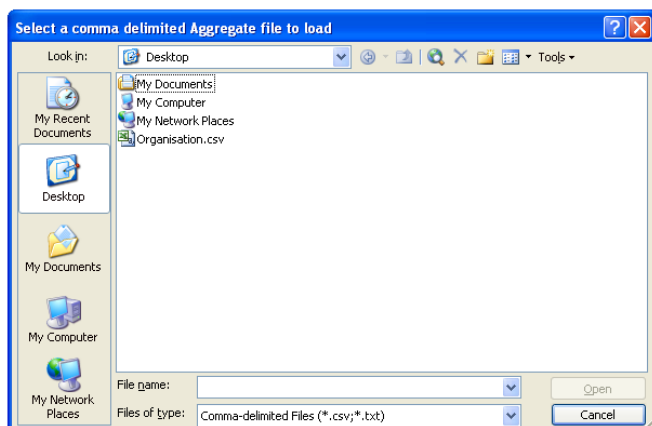 Select a comma delimited Aggregate file to load
Look in:
Desktop
Tools
My Recent
Documents
Desktop
My Documents
My Computer
My Network
Places
My Documents
My Computer
My Network Places
Organisation.csv
File name:
Open
Files of type:
Comma-delimited Files (*.csv;*.txt)
Cancel